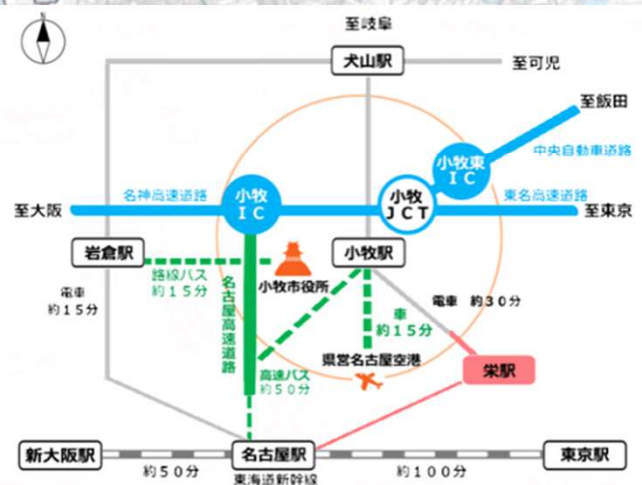 N
至岐阜
犬山駅
至可児
至飯田
小牧東
IC
中央自動車道路
小牧
IC
名神高速道路
小牧
JCT
東名高速道路
至大阪
至東京
岩倉駅
小牧駅
路線バス
約15分
小牧市役所
電車
約15分
名古屋高速道路
車
約15分
電車 約30分
県営名古屋空港
高速バス
約50分
栄駅
新大阪駅
名古屋駅
東京駅
約50分
東海道新幹線
約100分